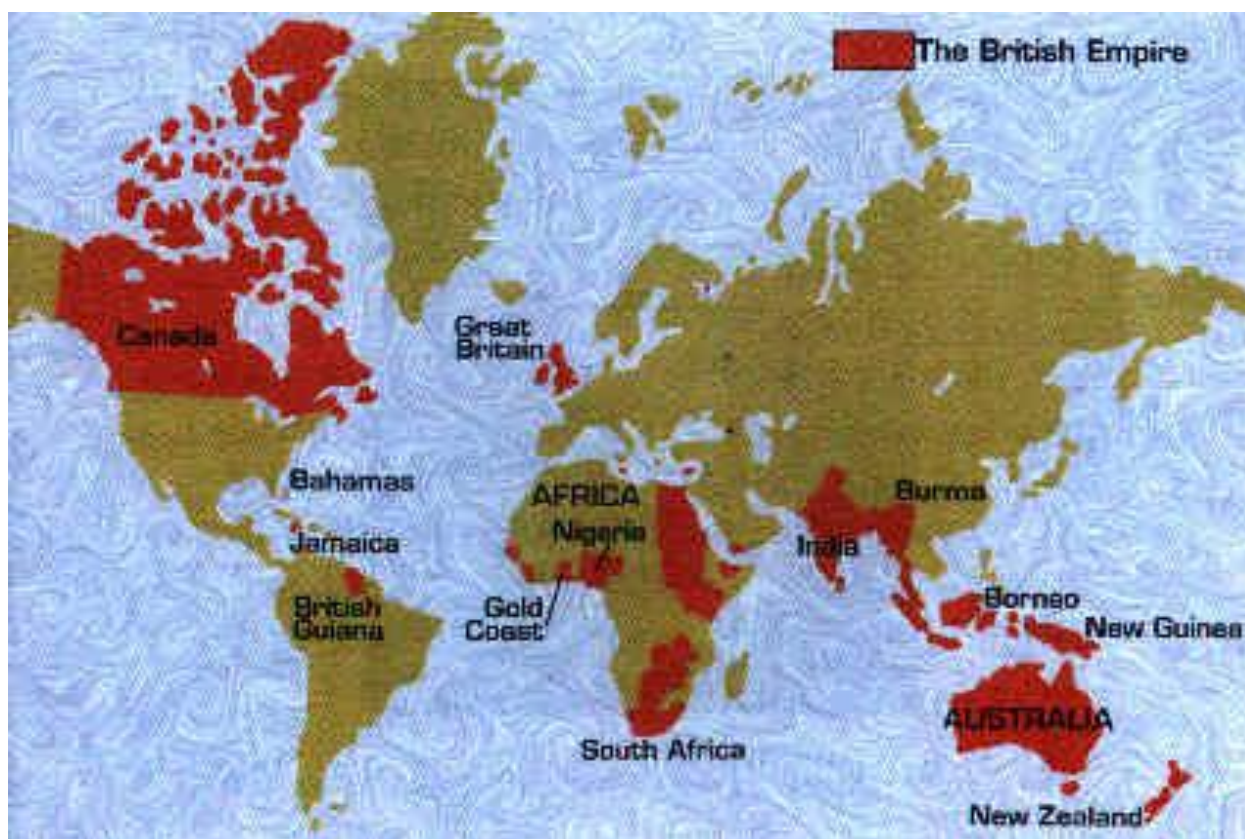 The British Empire
Canada
Great
Britain
Bahamas
AFRICA
Burma
Nigeria
Jamaica
India
British
Guiana
Gold
Coast
Borneo
New Guinea
AUSTRALIA
South Africa
New Zealand